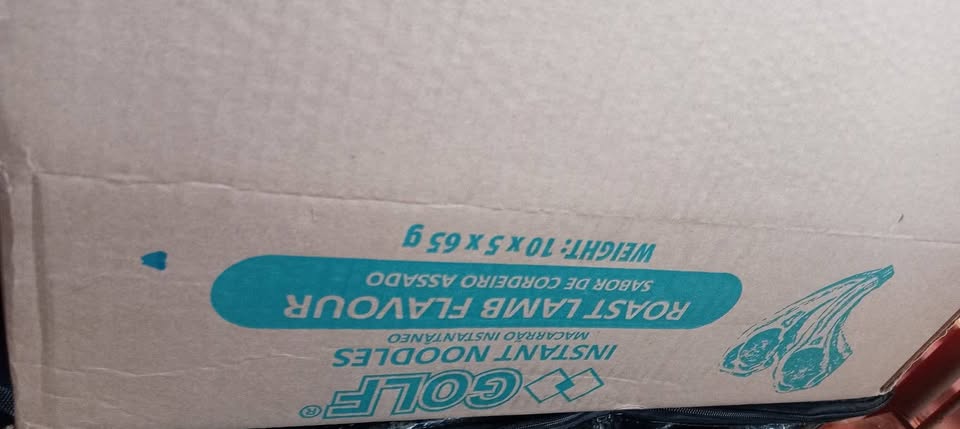 GOLF®
INSTANT NOODLES
MACARRÃO INSTANTÂNEO
ROAST LAMB FLAVOUR
SABOR DE CORDEIRO ASSADO
WEIGHT: 10 x 5 x 65 g